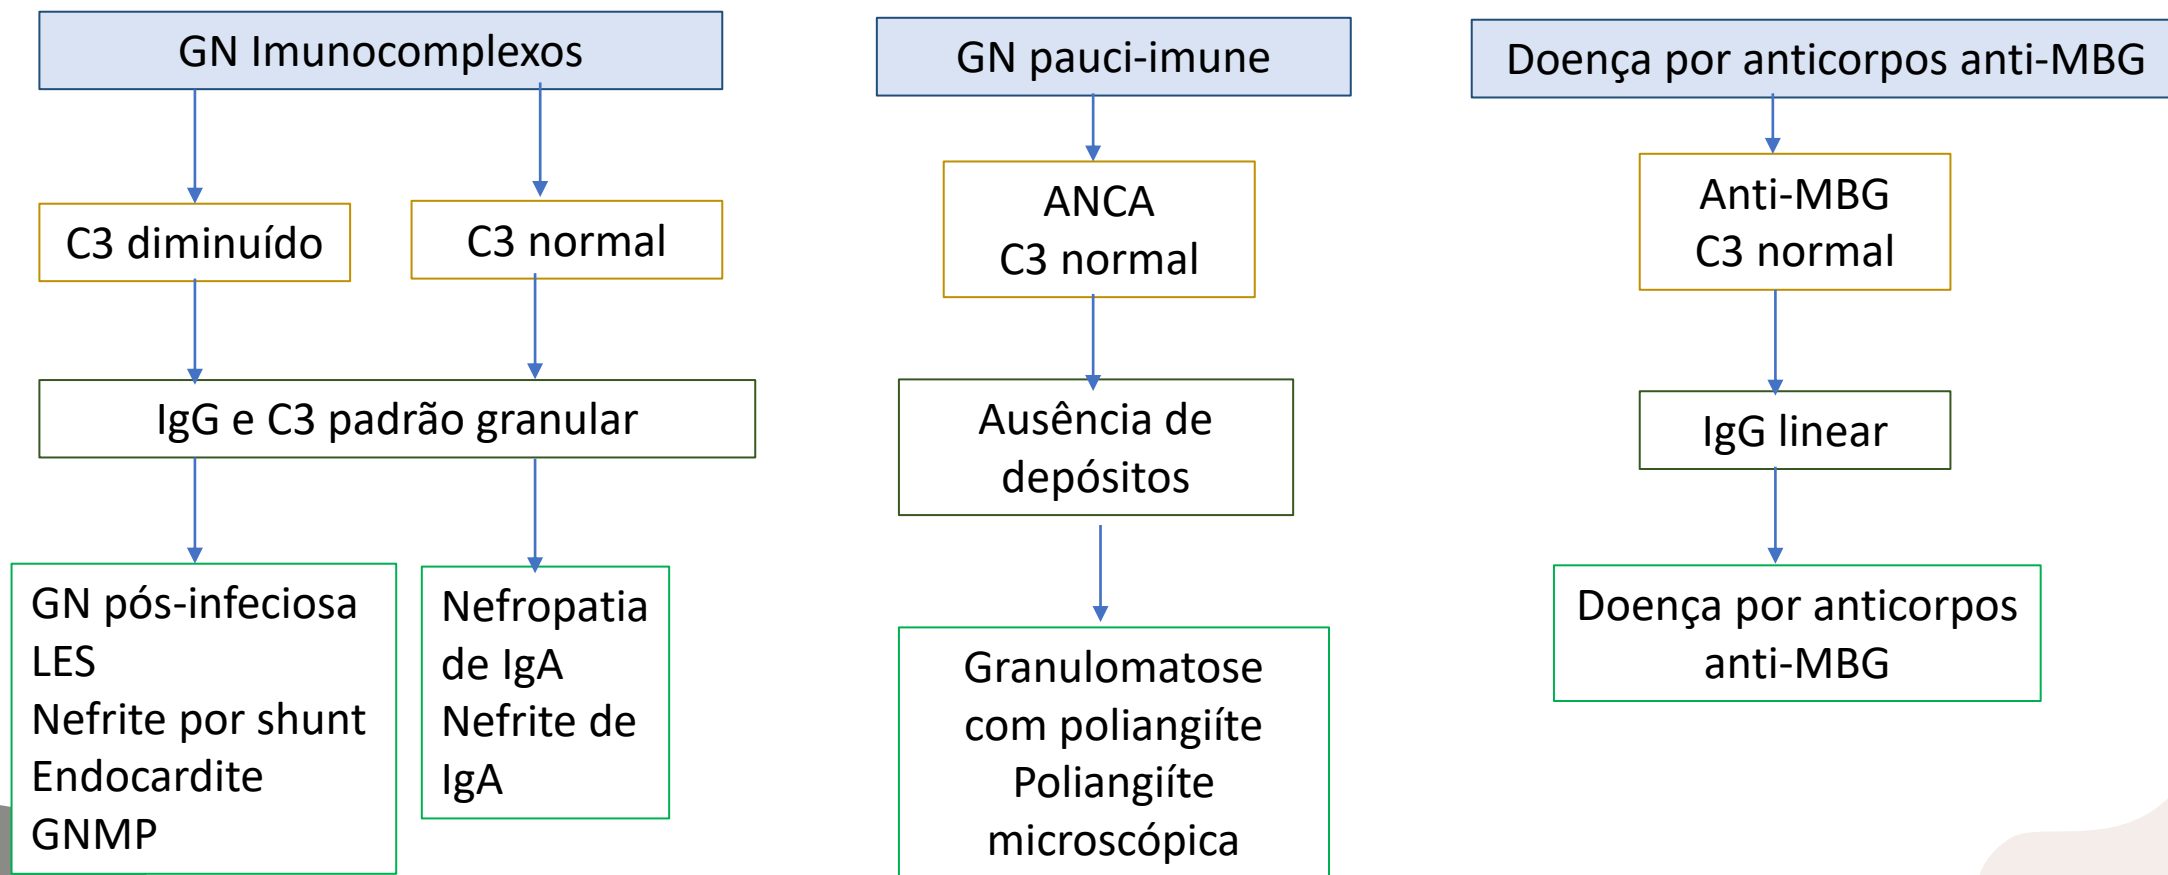 GN Imunocomplexos
C3 diminuído
C3 normal
IgG e C3 padrão granular
GN pós-infeciosa
LES
Nefrite por shunt
Endocardite
GNMP
Nefropatia
de IgA
Nefrite de
IgA
GN pauci-imune
ANCA
C3 normal
Ausência de
depósitos
Granulomatose
com poliangiíte
Poliangiíte
microscópica
Doença por anticorpos anti-MBG
Anti-MBG
C3 normal
IgG linear
Doença por anticorpos
anti-MBG